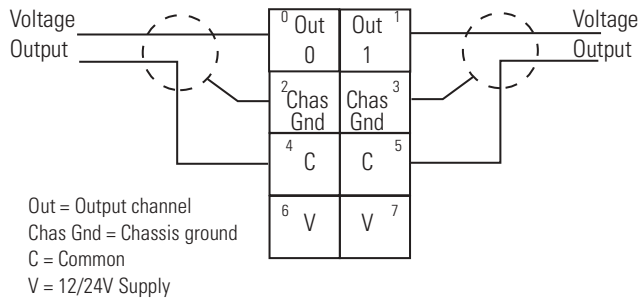 Voltage
Output
0 Out 0
Out 1 1
Voltage
Output
2 Chas Gnd
Chas Gnd 3
4 C
C 5
6 V
V 7
Out = Output channel
Chas Gnd = Chassis ground
C = Common
V = 12/24V Supply